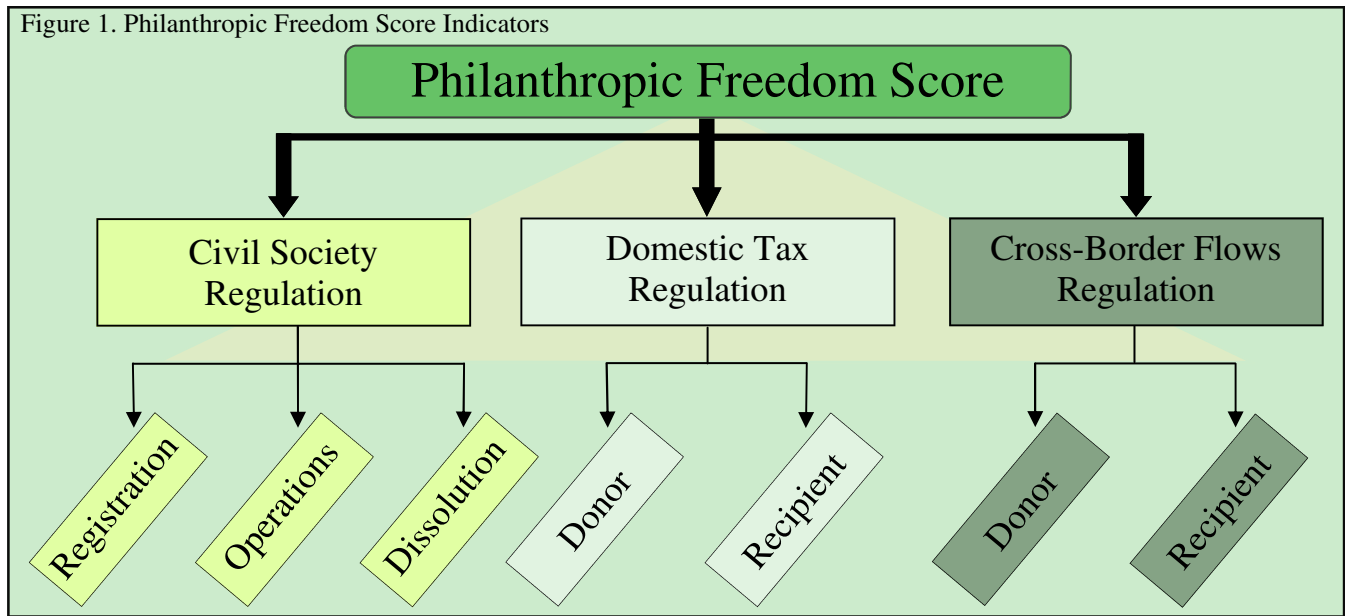 Figure 1. Philanthropic Freedom Score Indicators
Philanthropic Freedom Score
Civil Society
Regulation
Domestic Tax
Regulation
Cross-Border Flows
Regulation
Registration
Operations
Dissolution
Donor
Recipient
Donor
Recipient